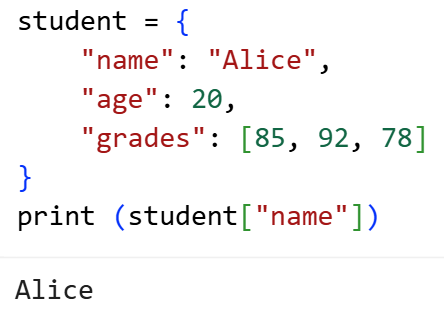 student = {
    "name": "Alice",
    "age": 20,
    "grades": [85, 92, 78]
}
print (student["name"])
Alice